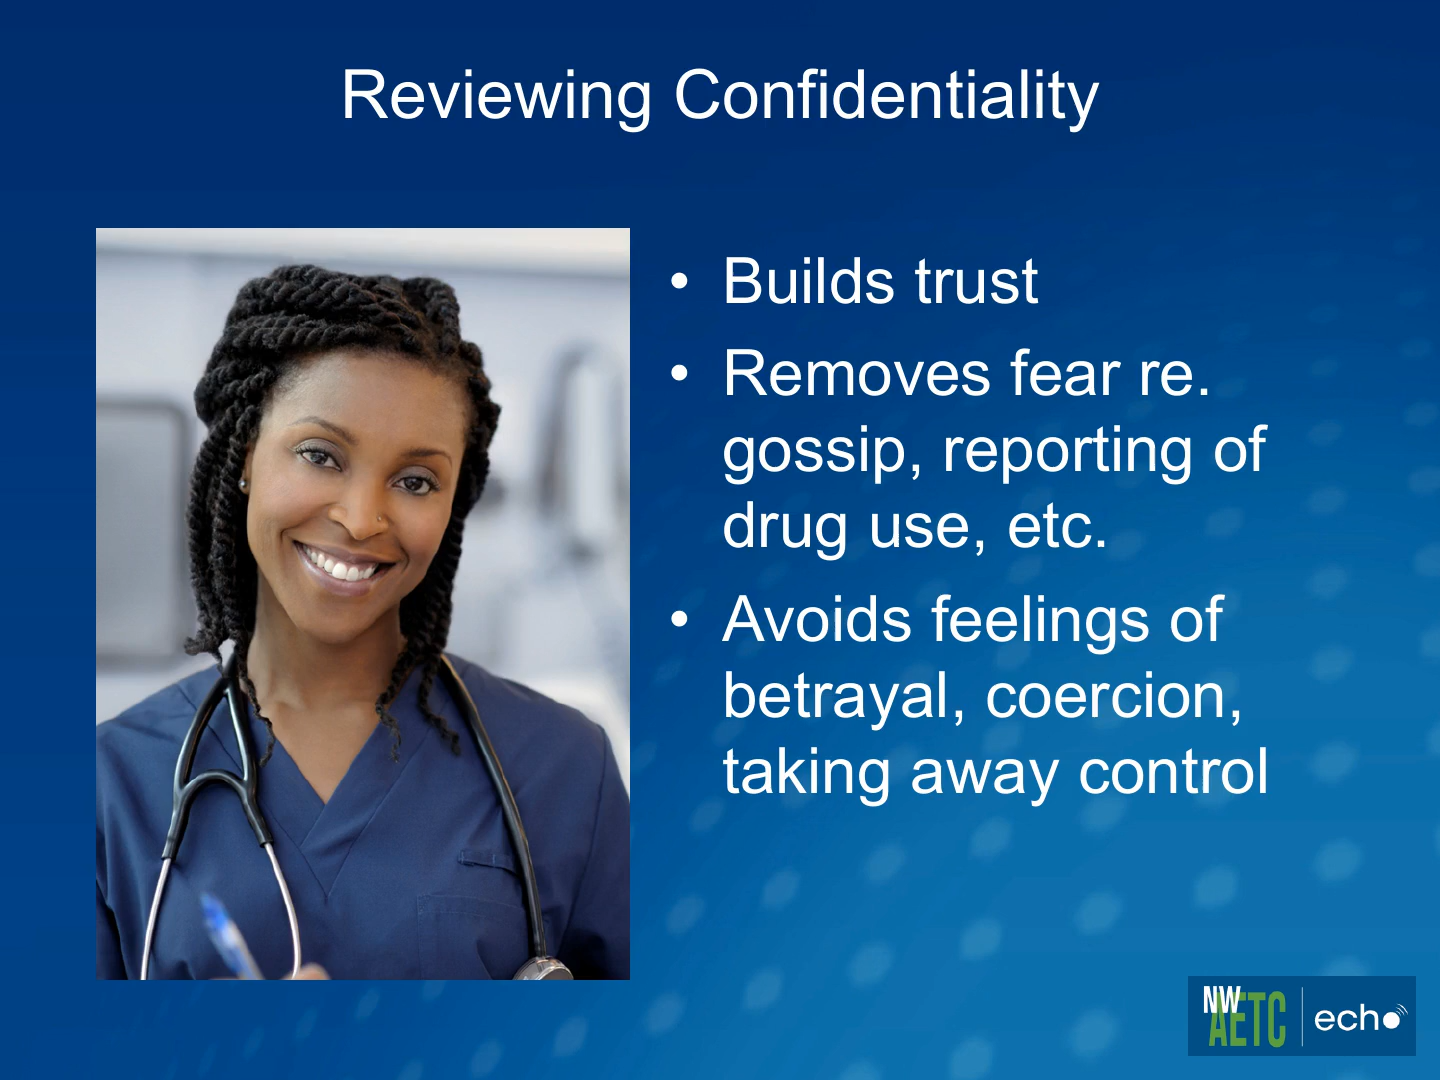 Reviewing Confidentiality
• Builds trust
• Removes fear re.
gossip, reporting of
drug use, etc.
• Avoids feelings of
betrayal, coercion,
taking away control
NW
AETC
echo